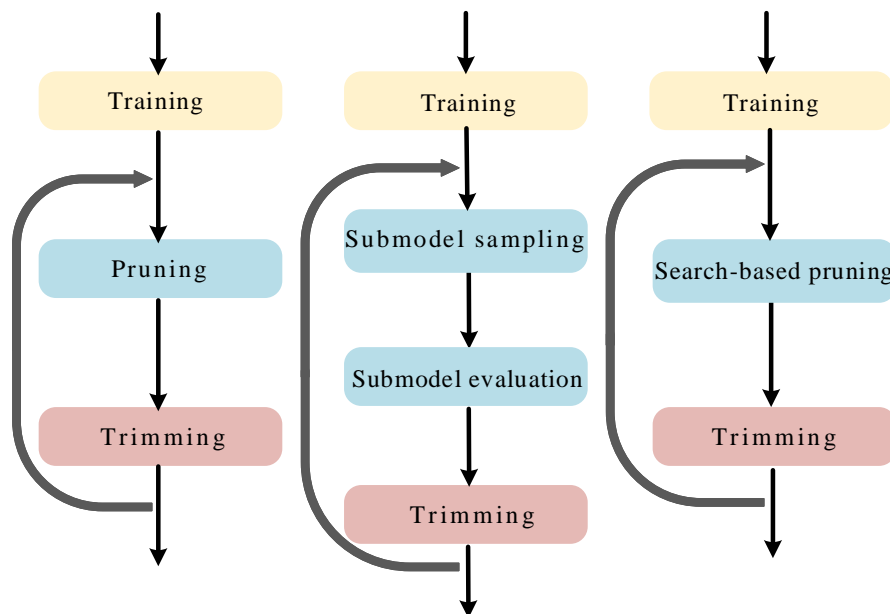 Training
Pruning
Trimming
Training
Submodel sampling
Submodel evaluation
Trimming
Training
Search-based pruning
Trimming